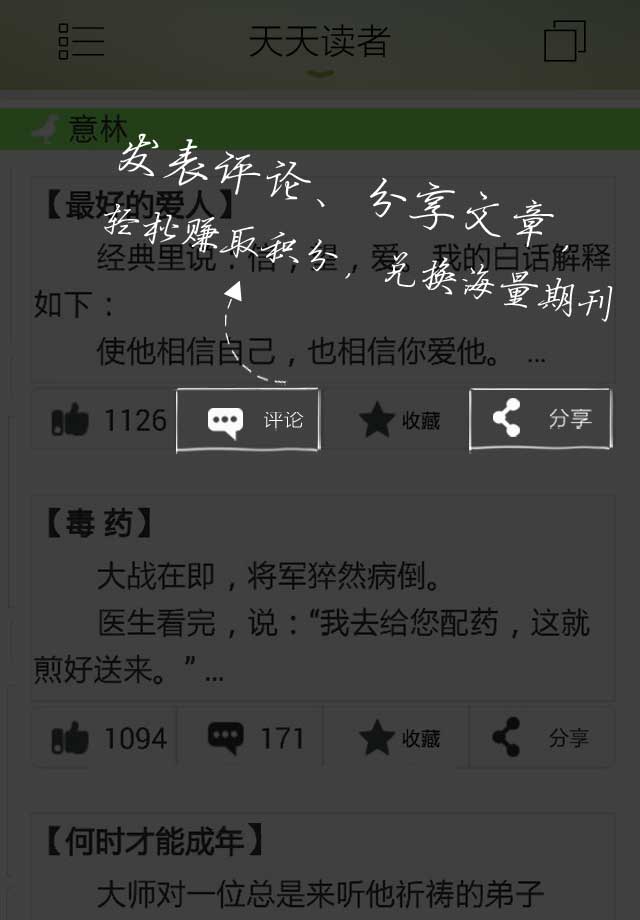 天天读者
意林
发表评论、分享文章，
轻松赚取积分，兑换海量期刊
【最好的爱人】
经典里说：信，望，爱。我的白话解释
如下：
使他相信自己，也相信你爱他。 ...
1126 评论 收藏 分享
【毒 药】
大战在即，将军猝然病倒。
医生看完，说：“我去给您配药，这就
煎好送来。” ...
1094 171 收藏 分享
【何时才能成年】
大师对一位总是来听他祈祷的弟子